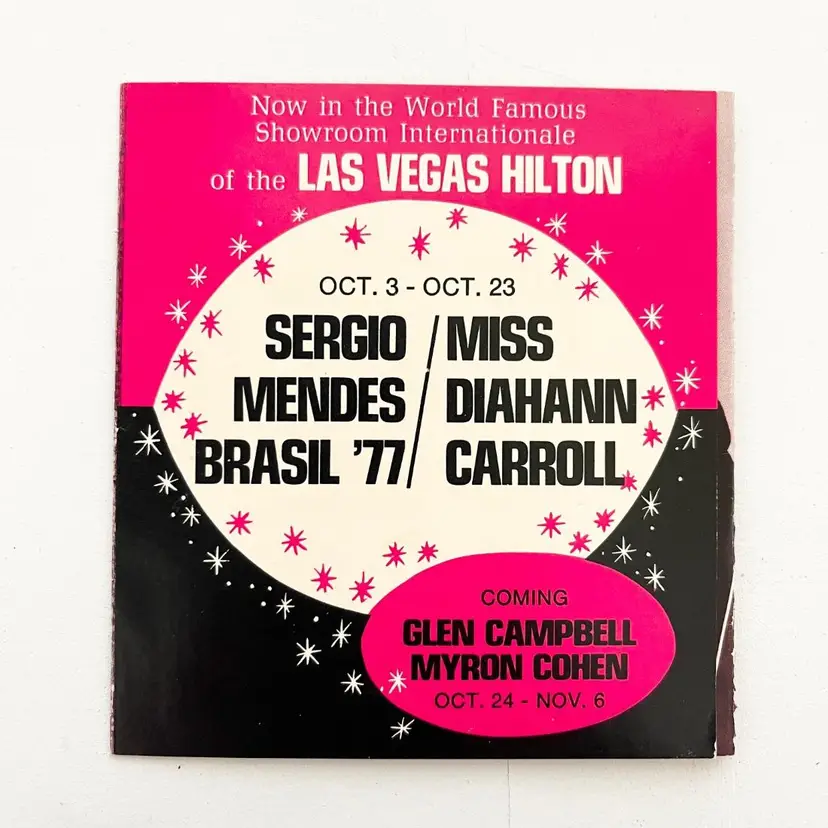 Now in the World Famous
Showroom Internationale
of the LAS VEGAS HILTON
OCT. 3 - OCT. 23
SERGIO
MENDES
BRASIL '77
/
MISS
DIAHANN
CARROLL
COMING
GLEN CAMPBELL
MYRON COHEN
OCT. 24 - NOV. 6